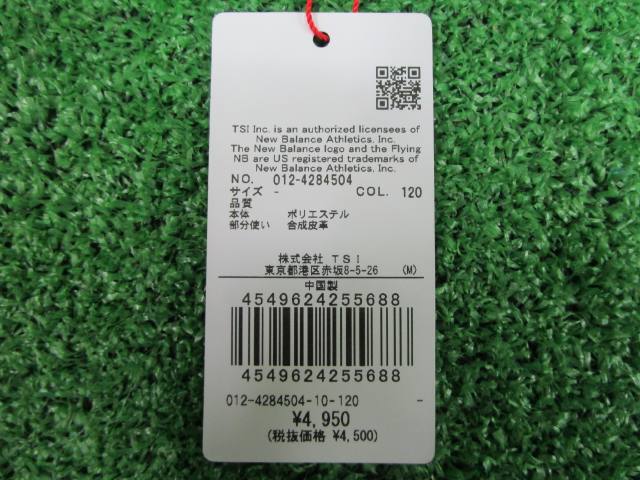 TSI Inc. is an authorized licensees of
New Balance Athletics, Inc.
The New Balance logo and the Flying
NB are US registered trademarks of
New Balance Athletics, Inc.
NO. 012-4284504
サイズ - COL. 120
品質
本体 ポリエステル
部分使い 合成皮革
株式会社 TSI
東京都港区赤坂8-5-26 (M)
中国製
4549624255688
4549624255688
012-4284504-10-120 -
¥4,950
(税抜価格 ¥4,500)